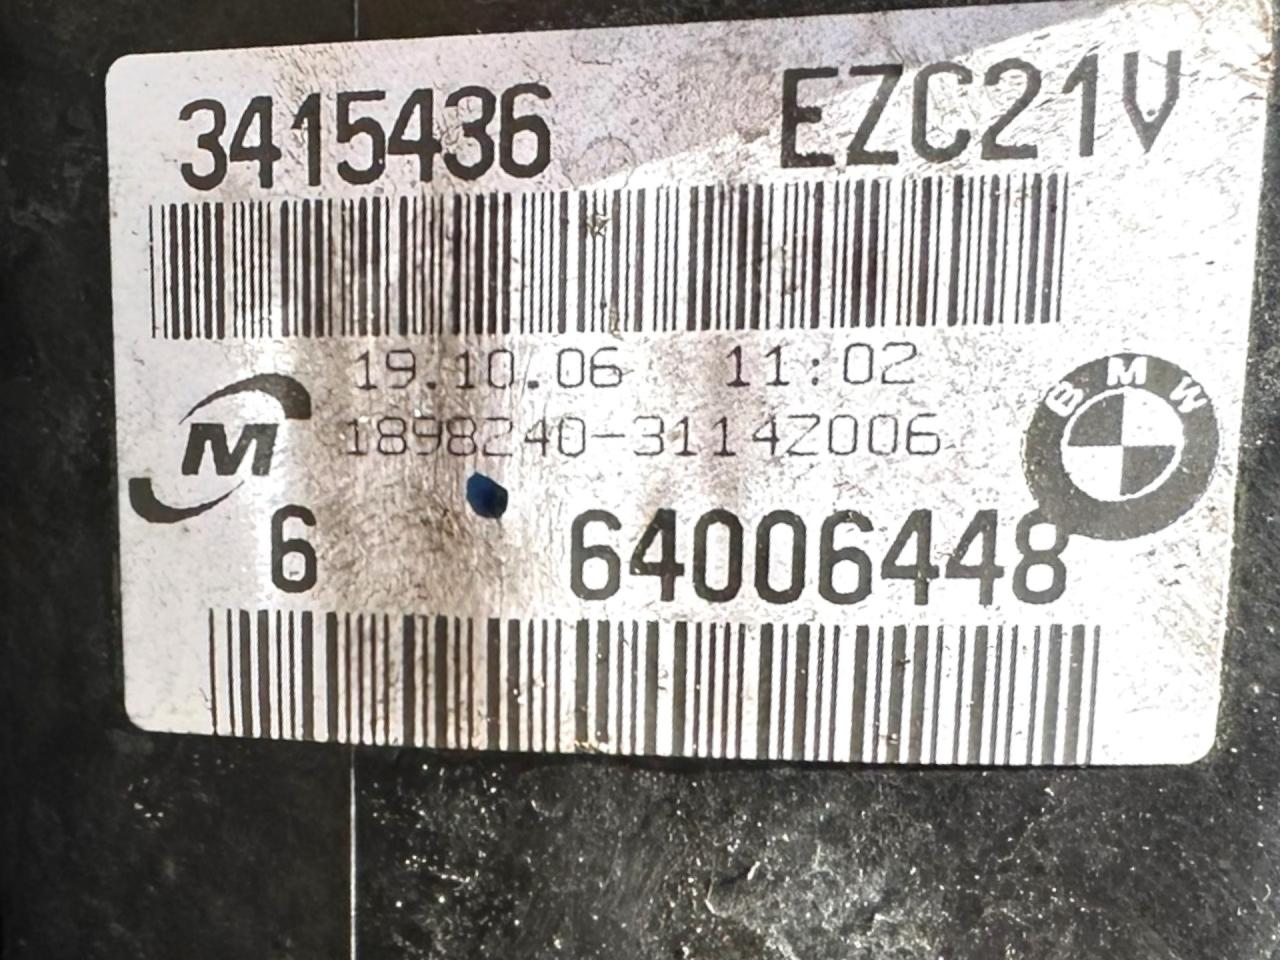 3415436 EZC21V
19.10.06 11:02
1898240-3114Z006
M
BMW
6 64006448